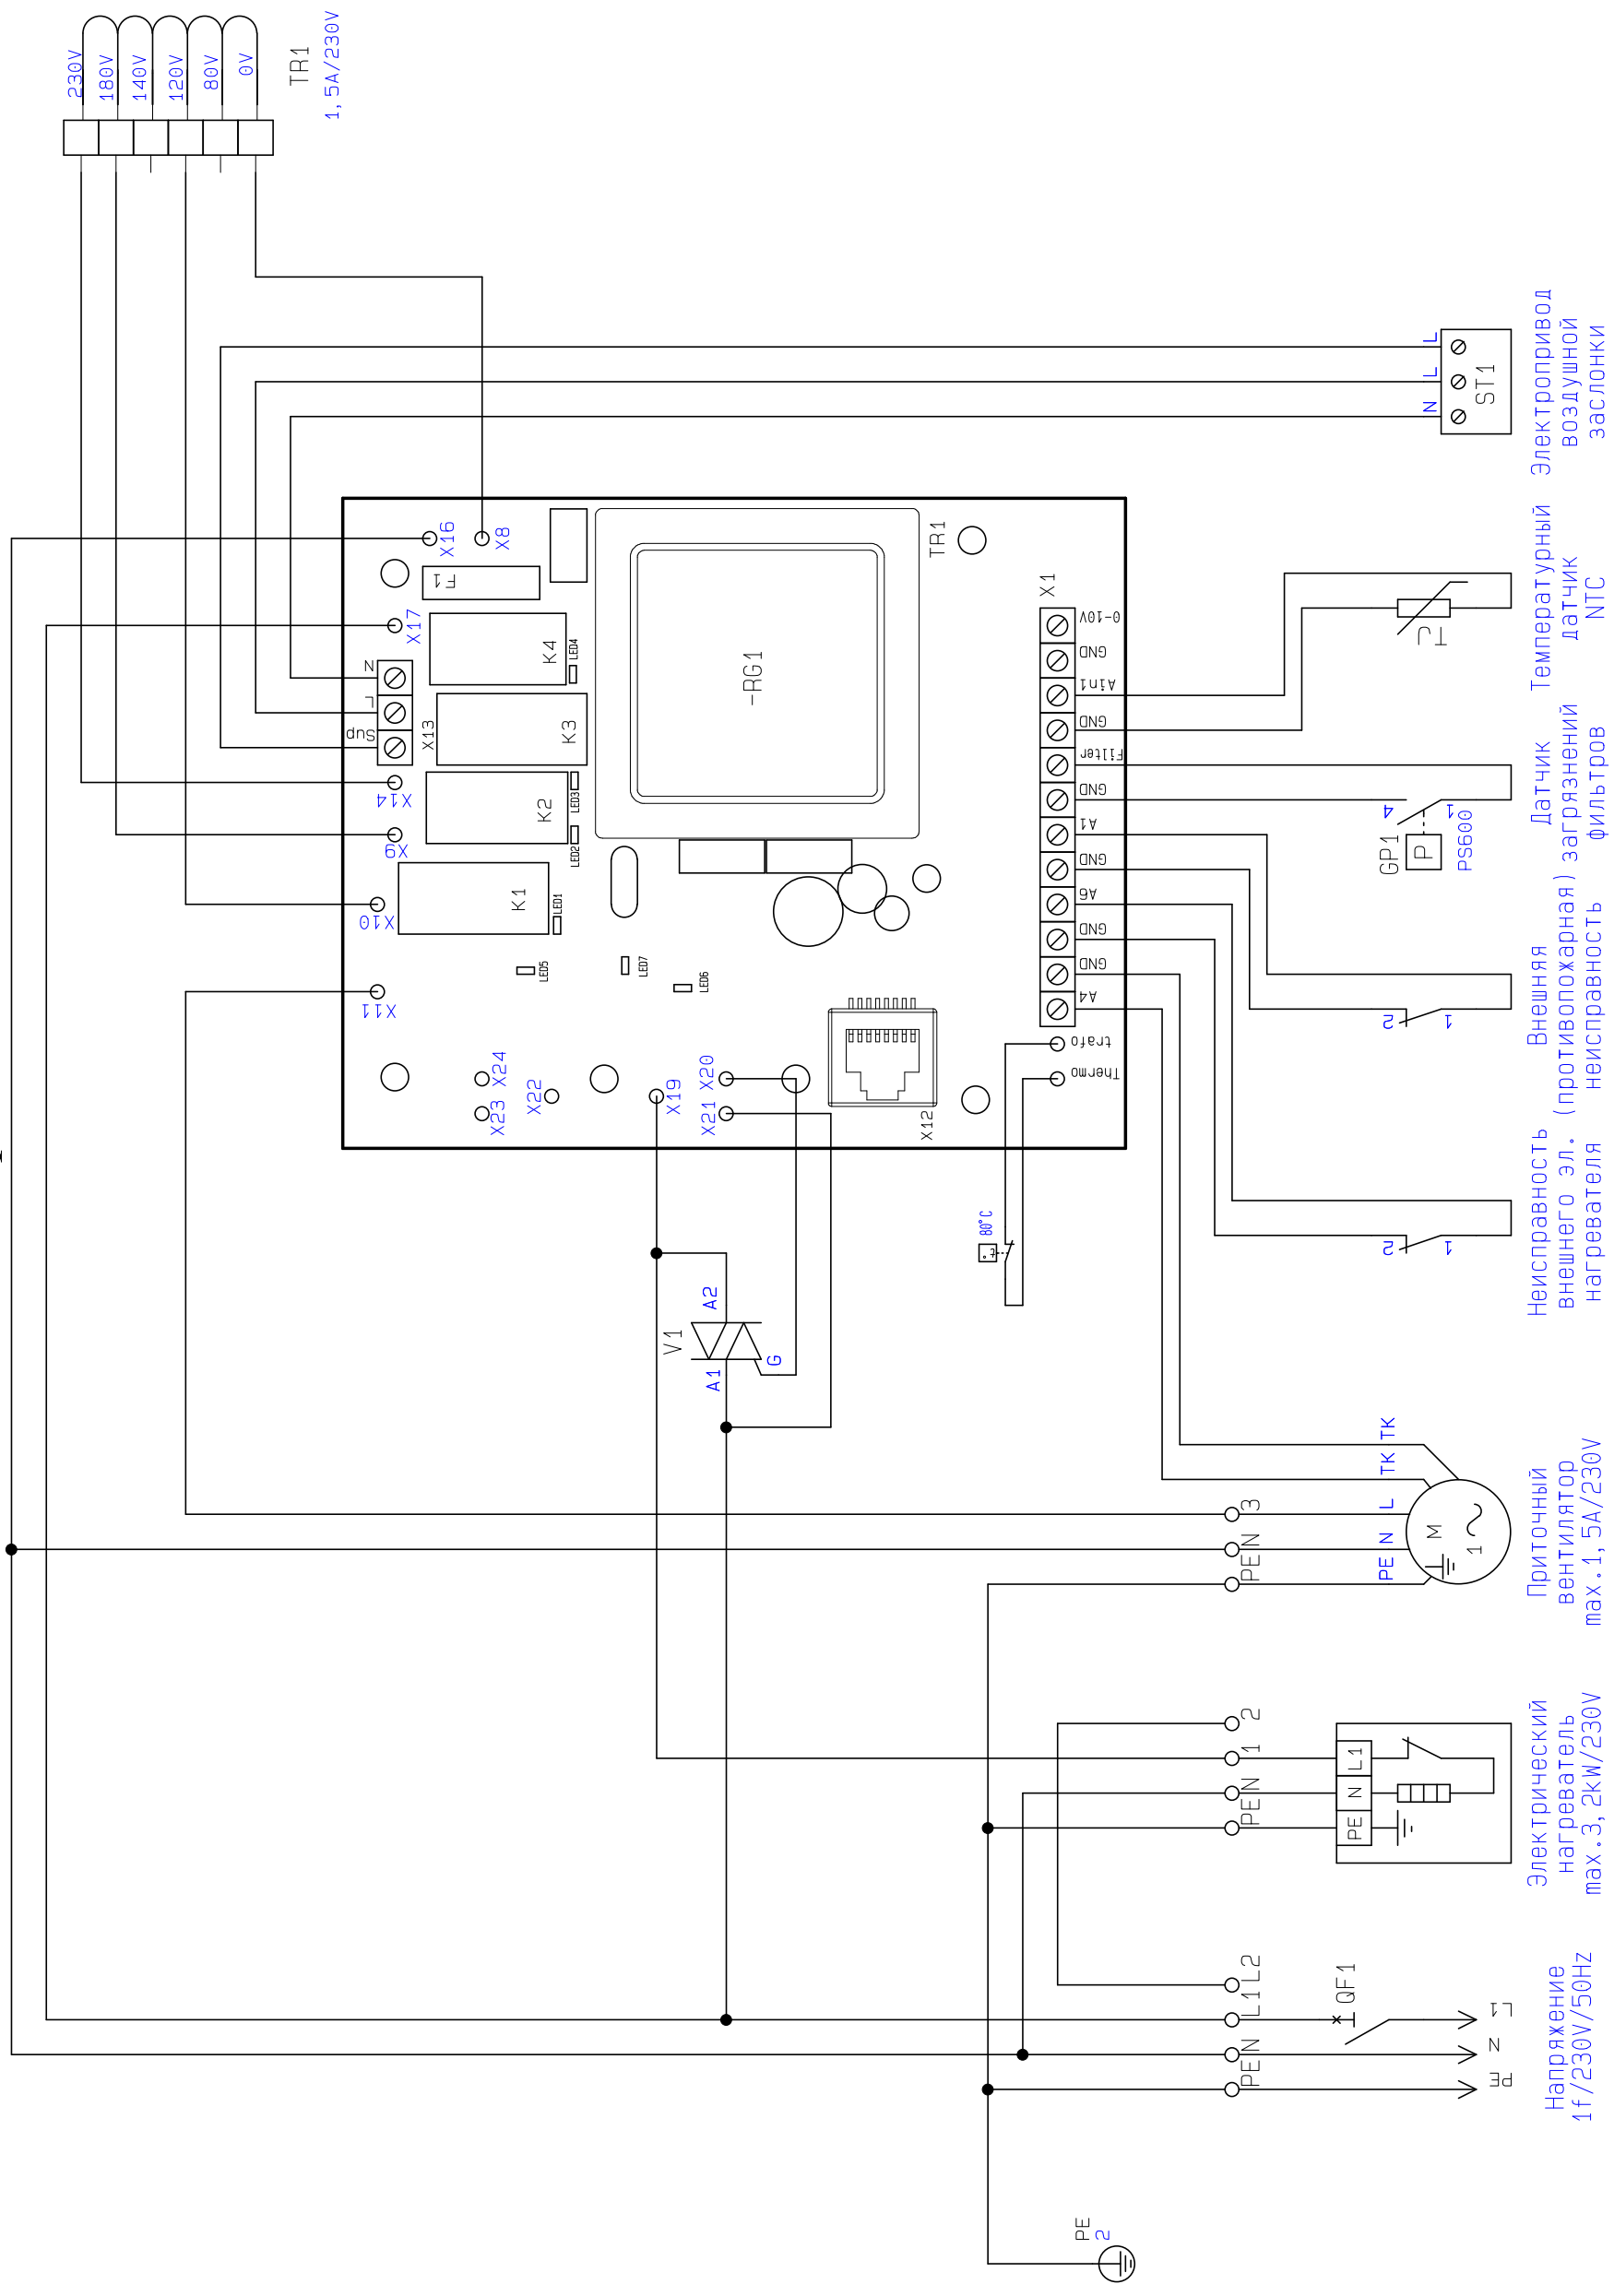 230V
180V
140V
120V
80V
0V
TR1
1,5A/230V
X16
X8
F1
X17
K4
LED4
N
L
Sup
X13
K3
X14
K2
LED3
LED2
X9
X10
K1
LED1
LED5
LED7
LED6
X11
X24
X23
X22
X19
X20
X21
X12
-RG1
TR1
X1
0-10V
GND
Ain1
GND
Filter
GND
A1
GND
A6
GND
GND
A4
trafo
Thermo
80°C
t°
V1
A2
A1
G
L
L
N
ST1
Электропривод
воздушной
заслонки
TJ
Температурный
датчик
NTC
4
1
GP1
P
PS600
Датчик
загрязнений
фильтров
2
1
Внешняя
(противопожарная)
неисправность
2
1
Неисправность
внешнего эл.
нагревателя
TK
TK
L
N
PE
3
N
PE
M
1
Приточный
вентилятор
max.1,5A/230V
2
1
N
PE
L1
N
PE
Электрический
нагреватель
max.3,2kW/230V
L2
L1
N
PE
QF1
L1
N
PE
Напряжение
1f/230V/50Hz
PE
2